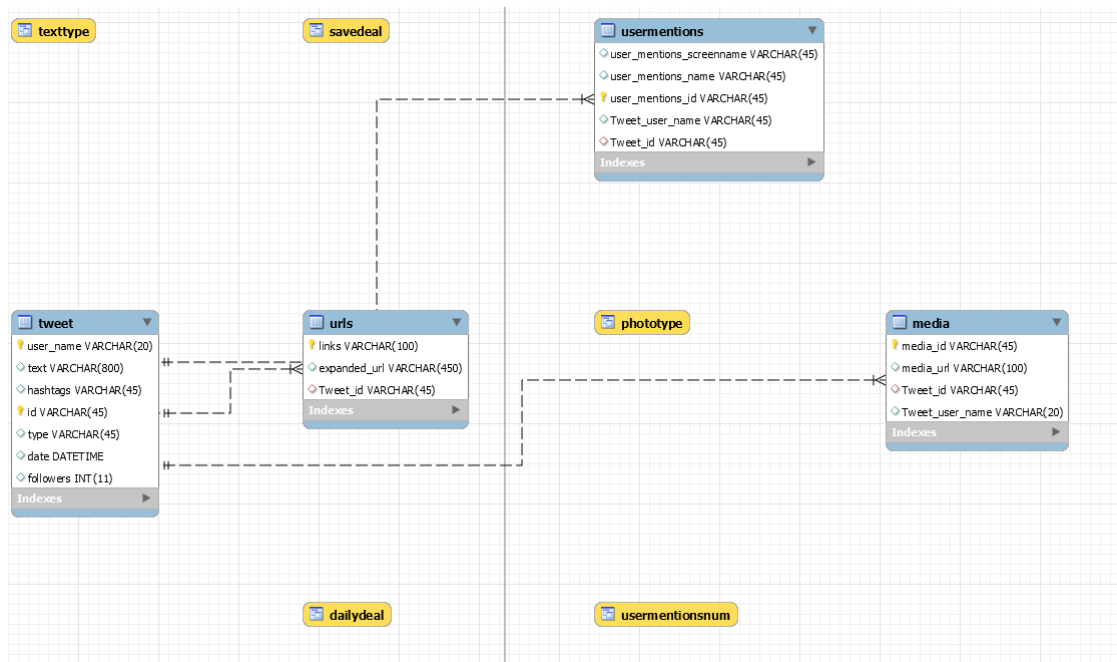 texttype
savedeal
usermentions
user_mentions_screenname VARCHAR(45)
user_mentions_name VARCHAR(45)
user_mentions_id VARCHAR(45)
Tweet_user_name VARCHAR(45)
Tweet_id VARCHAR(45)
Indexes
tweet
user_name VARCHAR(20)
text VARCHAR(800)
hashtags VARCHAR(45)
id VARCHAR(45)
type VARCHAR(45)
date DATETIME
followers INT(11)
Indexes
urls
links VARCHAR(100)
expanded_url VARCHAR(450)
Tweet_id VARCHAR(45)
Indexes
phototype
media
media_id VARCHAR(45)
media_url VARCHAR(100)
Tweet_id VARCHAR(45)
Tweet_user_name VARCHAR(20)
Indexes
dailydeal
usermentionsnum